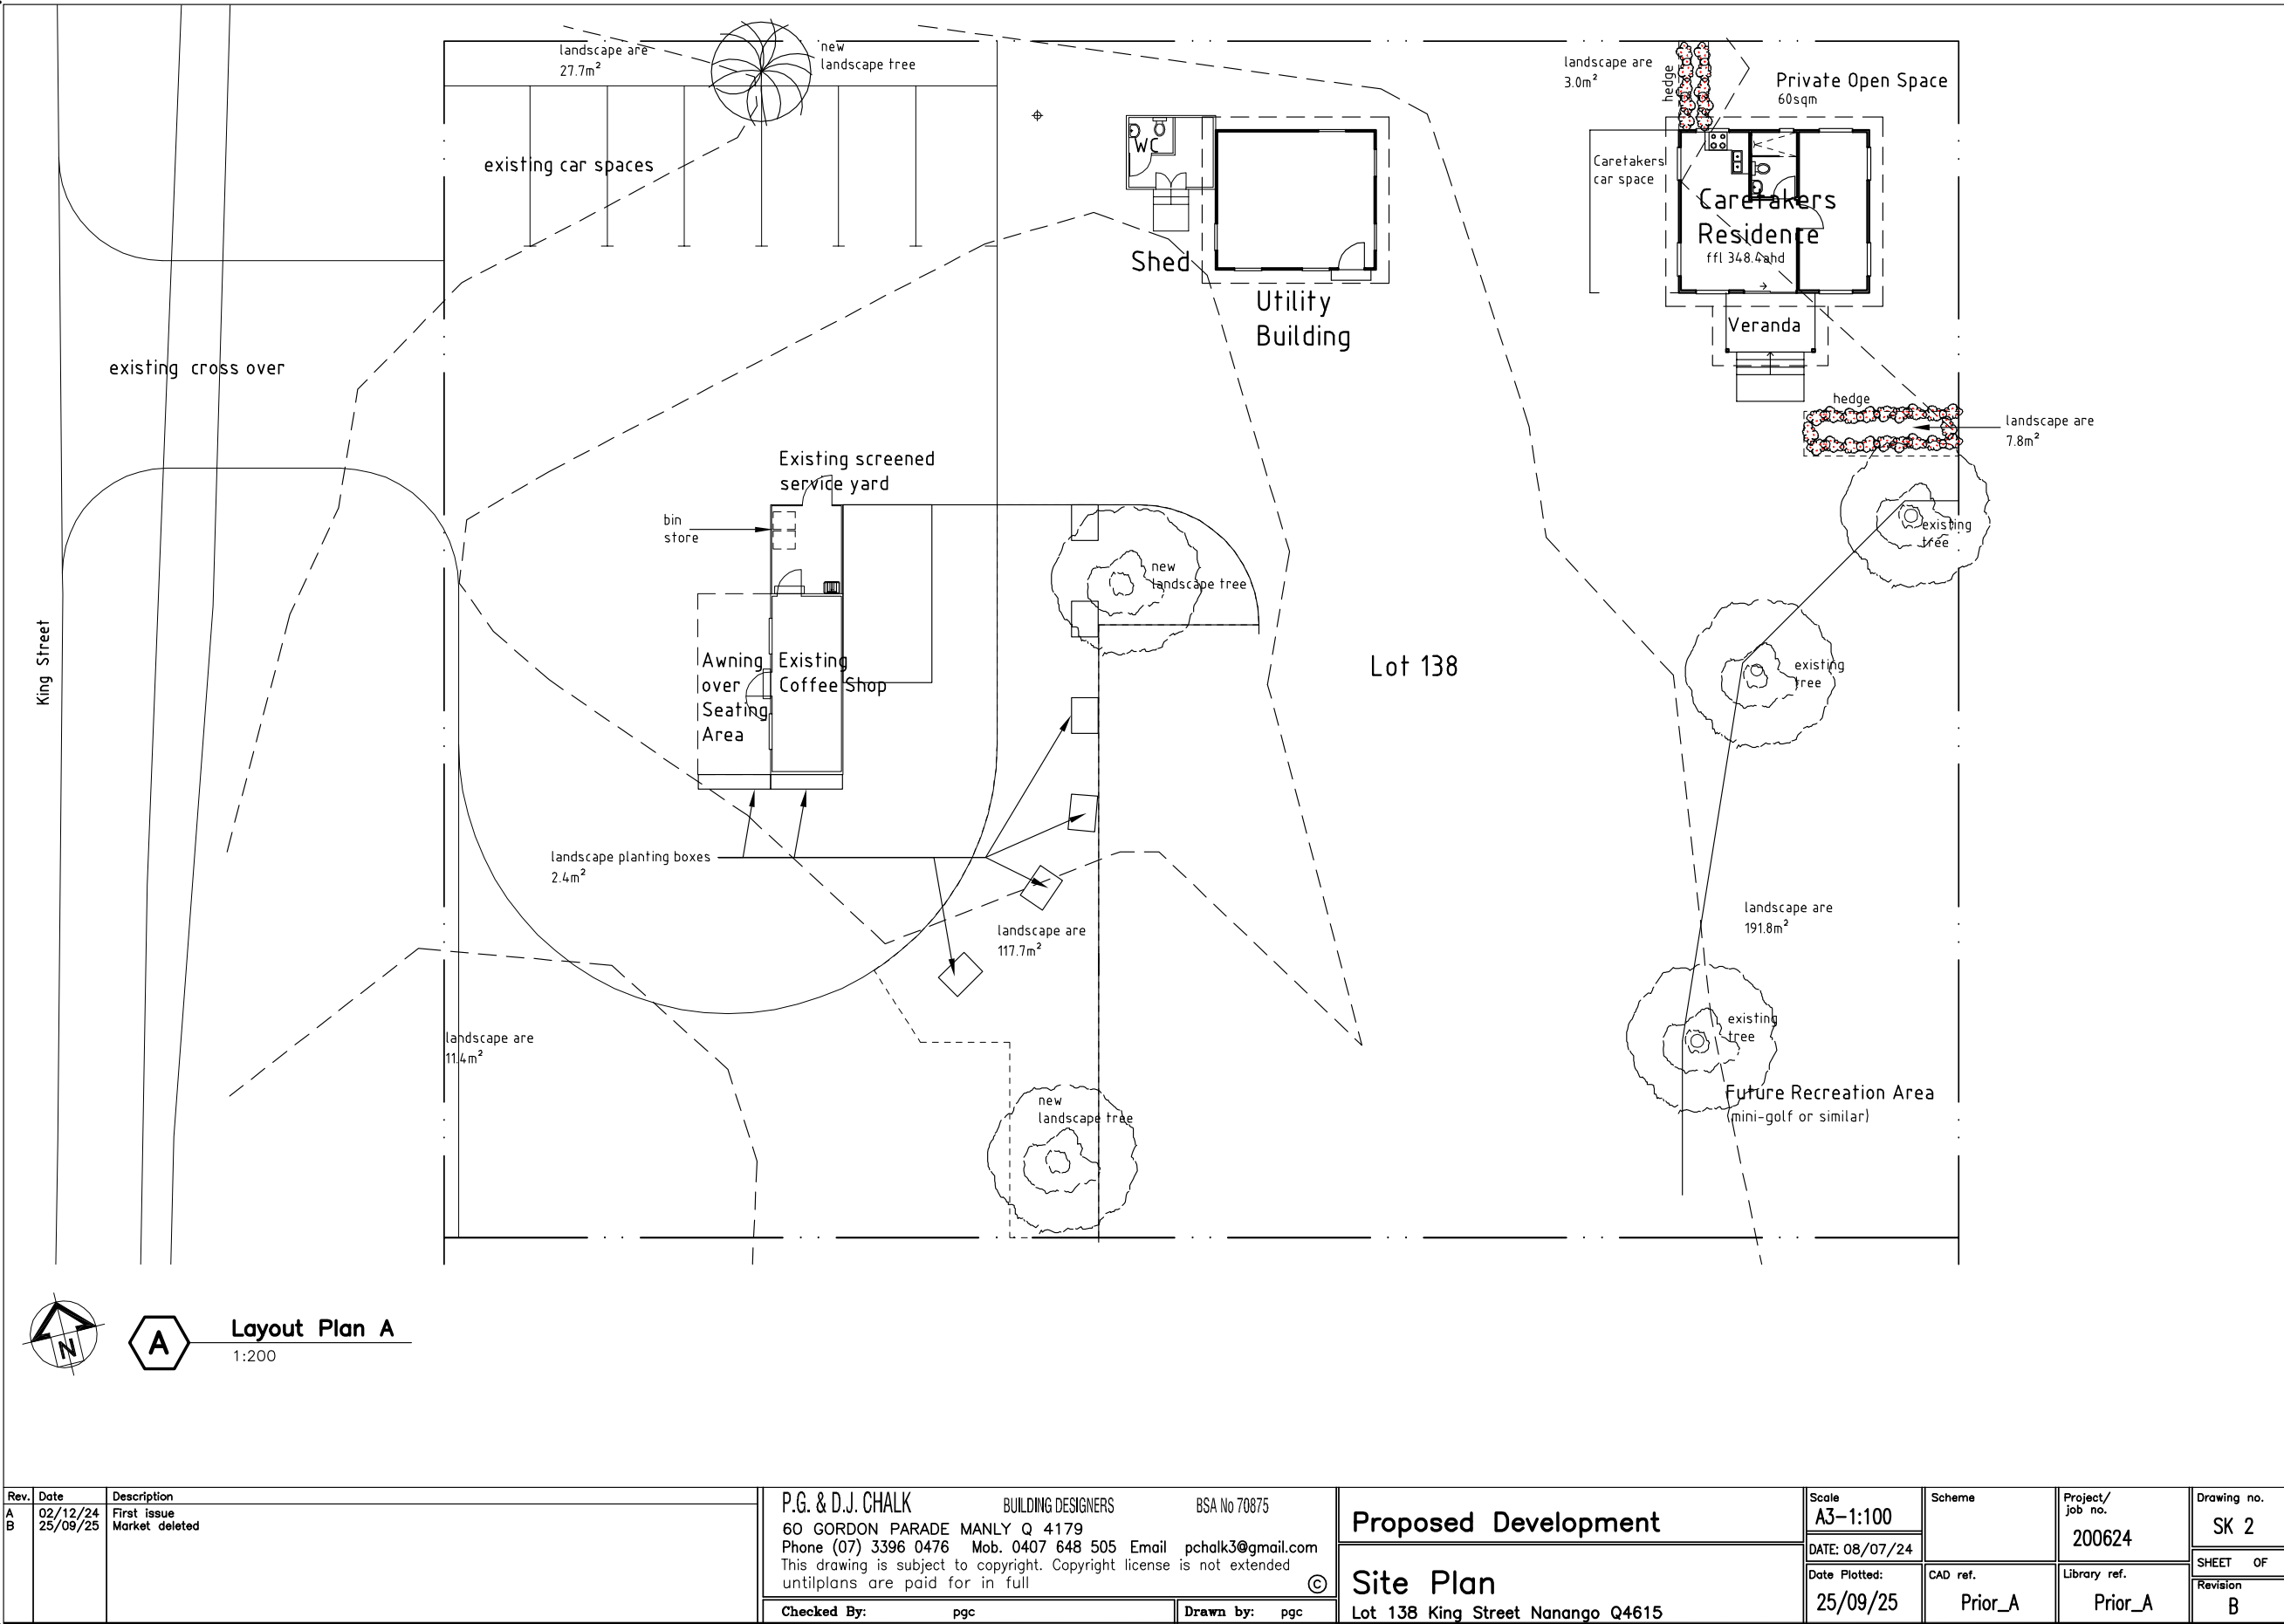 landscape are
27.7m²
new
landscape tree
landscape are
3.0m²
hedge
Private Open Space
60sqm
existing car spaces
WC
Caretakers
car space
Caretakers
Residence
ffl 348.4ahd
Shed
Utility
Building
Veranda
existing cross over
hedge
landscape are
7.8m²
Existing screened
service yard
bin
store
existing
tree
new
landscape tree
King Street
Awning
over
Seating
Area
Existing
Coffee Shop
Lot 138
existing
tree
landscape planting boxes
2.4m²
landscape are
117.7m²
landscape are
191.8m²
landscape are
11.4m²
existing
tree
new
landscape tree
Future Recreation Area
(mini-golf or similar)
N
A
Layout Plan A
1:200
Rev. Date Description
A 02/12/24 First issue
B 25/09/25 Market deleted
P.G. & D.J. CHALK BUILDING DESIGNERS BSA No 70875
60 GORDON PARADE MANLY Q 4179
Phone (07) 3396 0476 Mob. 0407 648 505 Email pchalk3@gmail.com
This drawing is subject to copyright. Copyright license is not extended
untilplans are paid for in full ©
Checked By: pgc Drawn by: pgc
Proposed Development
Site Plan
Lot 138 King Street Nanango Q4615
Scale
A3-1:100
DATE: 08/07/24
Date Plotted:
25/09/25
Scheme
CAD ref.
Prior_A
Project/
job no.
200624
Library ref.
Prior_A
Drawing no.
SK 2
SHEET OF
Revision
B